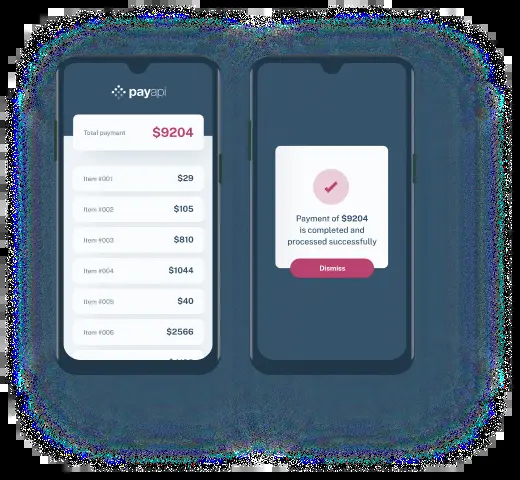 payapi
Total payment $9204
Item #001 $29
Item #002 $105
Item #003 $810
Item #004 $1044
Item #005 $40
Item #006 $2566
Payment of $9204
is completed and
processed successfully
Dismiss